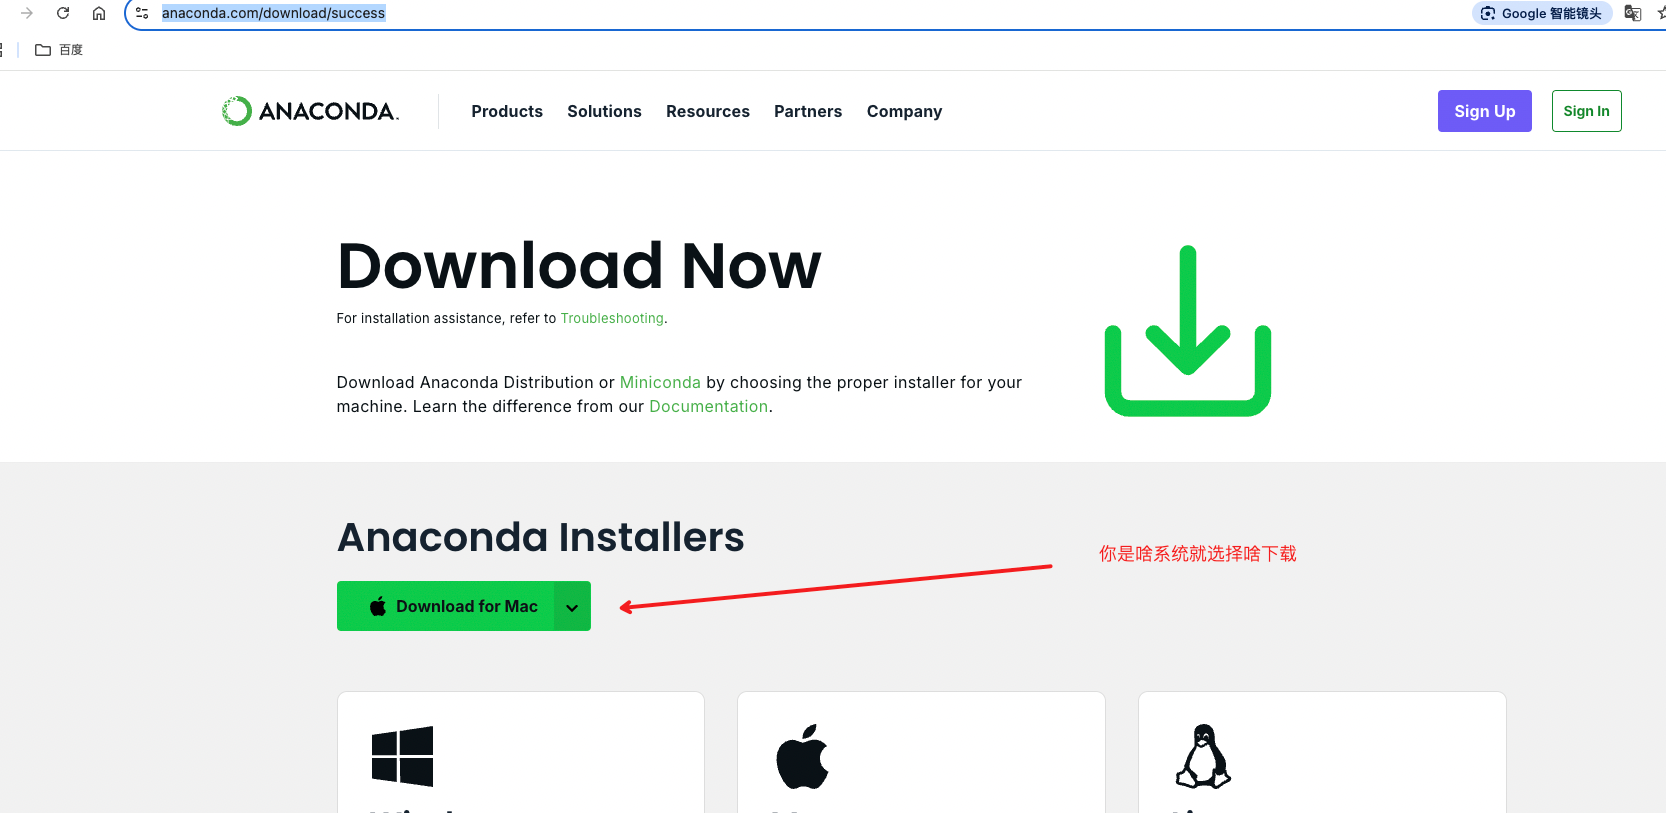 anaconda.com/download/success
Google 智能镜头
百度
ANACONDA.
Products
Solutions
Resources
Partners
Company
Sign Up
Sign In
Download Now
For installation assistance, refer to Troubleshooting.
Download Anaconda Distribution or Miniconda by choosing the proper installer for your
machine. Learn the difference from our Documentation.
Anaconda Installers
你是啥系统就选择啥下载
Download for Mac